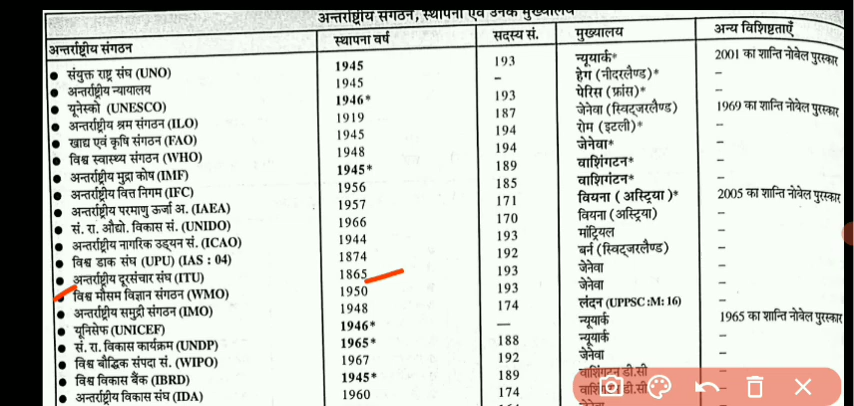 अन्तर्राष्ट्रीय संगठन, स्थापना एवं उनके मुख्यालय
अन्तर्राष्ट्रीय संगठन स्थापना वर्ष सदस्य सं. मुख्यालय अन्य विशिष्टताएँ
● संयुक्त राष्ट्र संघ (UNO) 1945 193 न्यूयार्क* 2001 का शान्ति नोबेल पुरस्कार
● अन्तर्राष्ट्रीय न्यायालय 1945 – हेग (नीदरलैण्ड)* –
● यूनेस्को (UNESCO) 1946* 193 पेरिस (फ्रांस)* –
● अन्तर्राष्ट्रीय श्रम संगठन (ILO) 1919 187 जेनेवा (स्विट्जरलैण्ड) 1969 का शान्ति नोबेल पुरस्कार
● खाद्य एवं कृषि संगठन (FAO) 1945 194 रोम (इटली)* –
● विश्व स्वास्थ्य संगठन (WHO) 1948 194 जेनेवा* –
● अन्तर्राष्ट्रीय मुद्रा कोष (IMF) 1945* 189 वाशिंगटन* –
● अन्तर्राष्ट्रीय वित्त निगम (IFC) 1956 185 वाशिगटन* –
● अन्तर्राष्ट्रीय परमाणु ऊर्जा अ. (IAEA) 1957 171 वियना (अस्ट्रिया)* 2005 का शान्ति नोबेल पुरस्कार
● सं. रा. औद्यो. विकास सं. (UNIDO) 1966 170 वियना (अस्ट्रिया) –
● अन्तर्राष्ट्रीय नागरिक उड्यन सं. (ICAO) 1944 193 मांट्रियल –
● विश्व डाक संघ (UPU) (IAS : 04) 1874 192 बर्न (स्विट्जरलैण्ड) –
● अन्तर्राष्ट्रीय दूरसंचार संघ (ITU) 1865 193 जेनेवा –
● विश्व मौसम विज्ञान संगठन (WMO) 1950 193 जेनेवा –
● अन्तर्राष्ट्रीय समुद्री संगठन (IMO) 1948 174 लंदन (UPPSC :M: 16) –
● यूनिसेफ (UNICEF) 1946* — न्यूयार्क 1965 का शान्ति नोबेल पुरस्कार
● सं. रा. विकास कार्यक्रम (UNDP) 1965* 188 न्यूयार्क –
● विश्व बौद्धिक संपदा सं. (WIPO) 1967 192 जेनेवा –
● विश्व विकास बैंक (IBRD) 1945* 189 वाशिंगटन डी.सी
● अन्तर्राष्ट्रीय विकास संघ (IDA) 1960 174 डी.सी